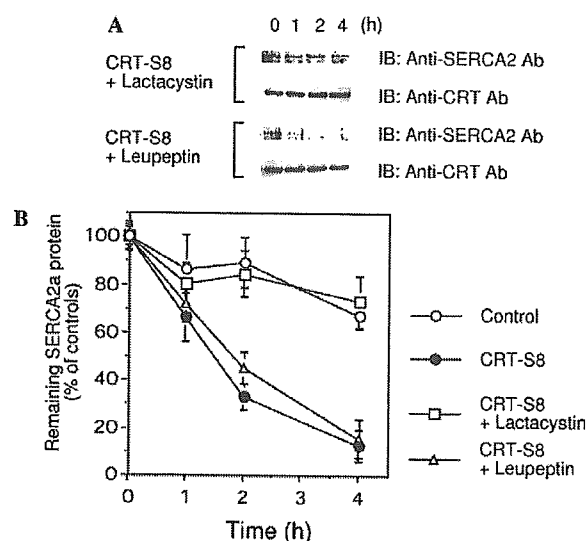 A
0 1 2 4 (h)
CRT-S8
+ Lactacystin
IB: Anti-SERCA2 Ab
IB: Anti-CRT Ab
CRT-S8
+ Leupeptin
IB: Anti-SERCA2 Ab
IB: Anti-CRT Ab
B
Remaining SERCA2a protein
(% of controls)
100
80
60
40
20
0
0 1 2 3 4
Time (h)
Control
CRT-S8
CRT-S8
+ Lactacystin
CRT-S8
+ Leupeptin